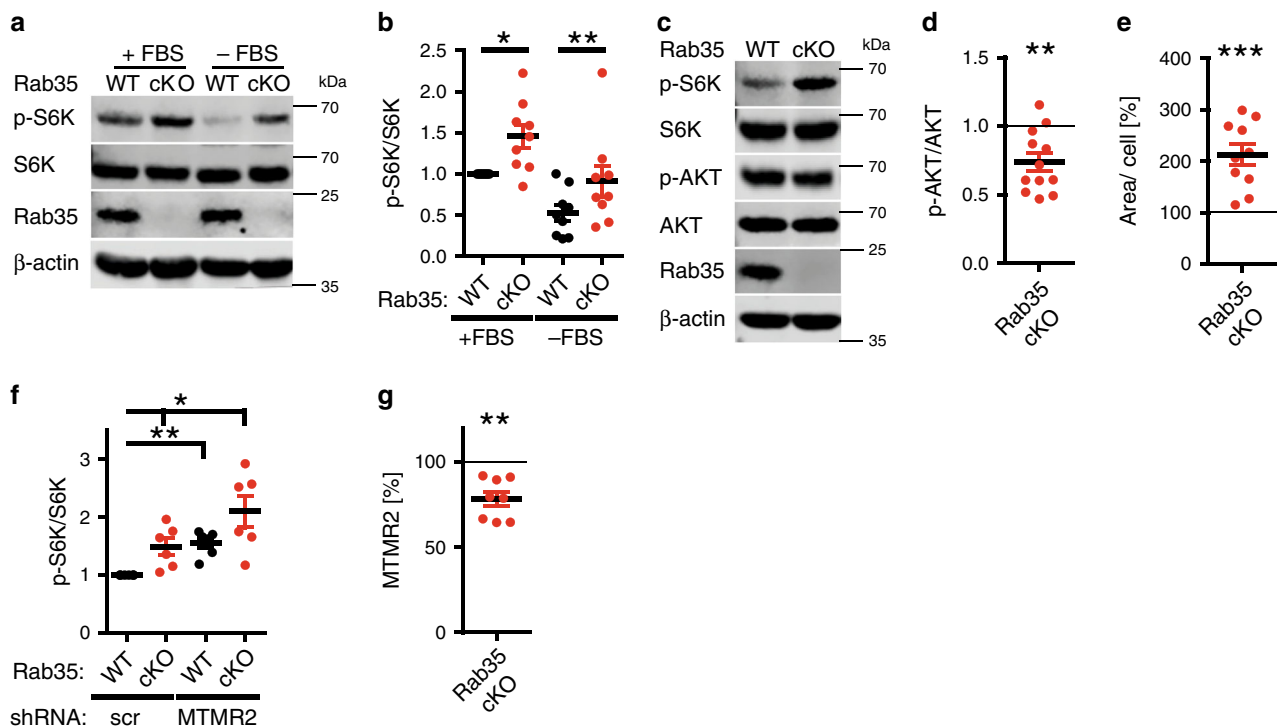 a
+ FBS – FBS
Rab35 WT cKO WT cKO kDa
p-S6K 70
S6K 70
25
Rab35
β-actin
35
b
* **
2.5
2.0
1.5
1.0
0.5
0.0
p-S6K/S6K
Rab35: WT cKO WT cKO
+FBS –FBS
c
Rab35 WT cKO kDa
p-S6K 70
S6K
p-AKT 70
AKT 70
25
Rab35
β-actin
35
d
**
1.5
1.0
0.5
0.0
p-AKT/AKT
Rab35
cKO
e
***
400
300
200
100
0
Area/ cell [%]
Rab35
cKO
f
*
**
3
2
1
0
p-S6K/S6K
Rab35: WT cKO WT cKO
shRNA: scr MTMR2
g
**
100
50
0
MTMR2 [%]
Rab35
cKO